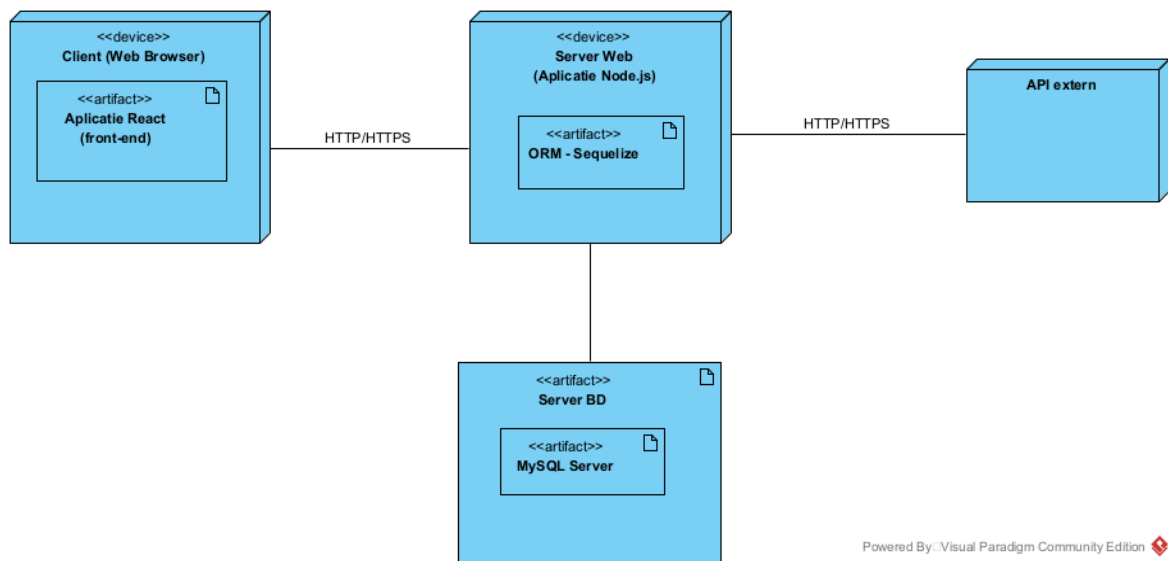 <<device>>
Client (Web Browser)
<<artifact>>
Aplicatie React
(front-end)
HTTP/HTTPS
<<device>>
Server Web
(Aplicatie Node.js)
<<artifact>>
ORM - Sequelize
HTTP/HTTPS
API extern
<<artifact>>
Server BD
<<artifact>>
MySQL Server
Powered By Visual Paradigm Community Edition